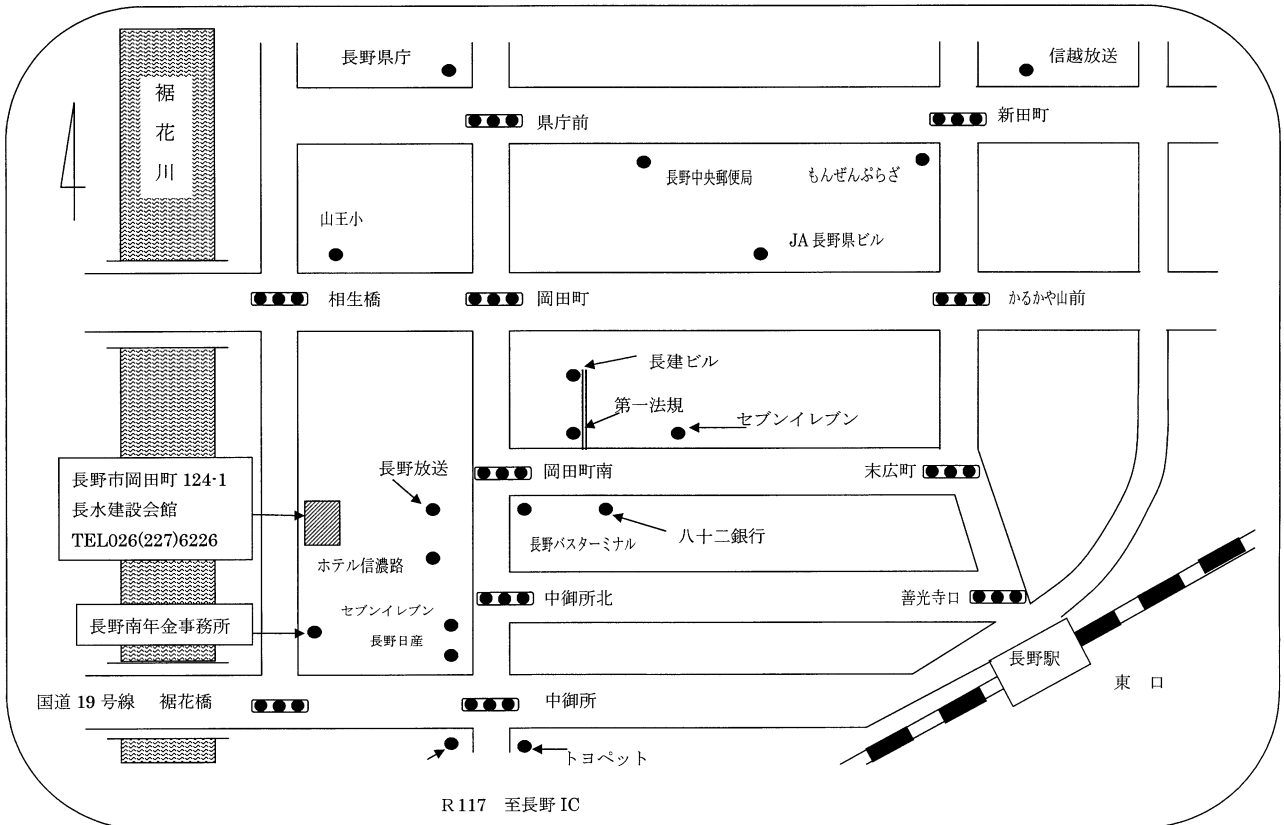 長野県庁
信越放送
裾花川
県庁前
新田町
長野中央郵便局
もんぜんぷらざ
山王小
JA長野県ビル
相生橋
岡田町
かるかや山前
長建ビル
第一法規
セブンイレブン
長野放送
岡田町南
末広町
長野市岡田町 124-1
長水建設会館
TEL026(227)6226
長野バスターミナル
八十二銀行
ホテル信濃路
中御所北
善光寺口
セブンイレブン
長野南年金事務所
長野日産
長野駅
東 口
国道 19 号線 裾花橋
中御所
トヨペット
R117 至長野 IC